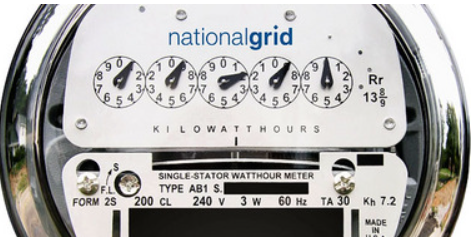 nationalgrid
Rr
13 8/9
KILOWATTHOURS
S
F.L.
SINGLE-STATOR WATTHOUR METER
TYPE AB1 S.
FORM 2S 200 CL 240 V 3 W 60 Hz TA 30 Kh 7.2
MADE